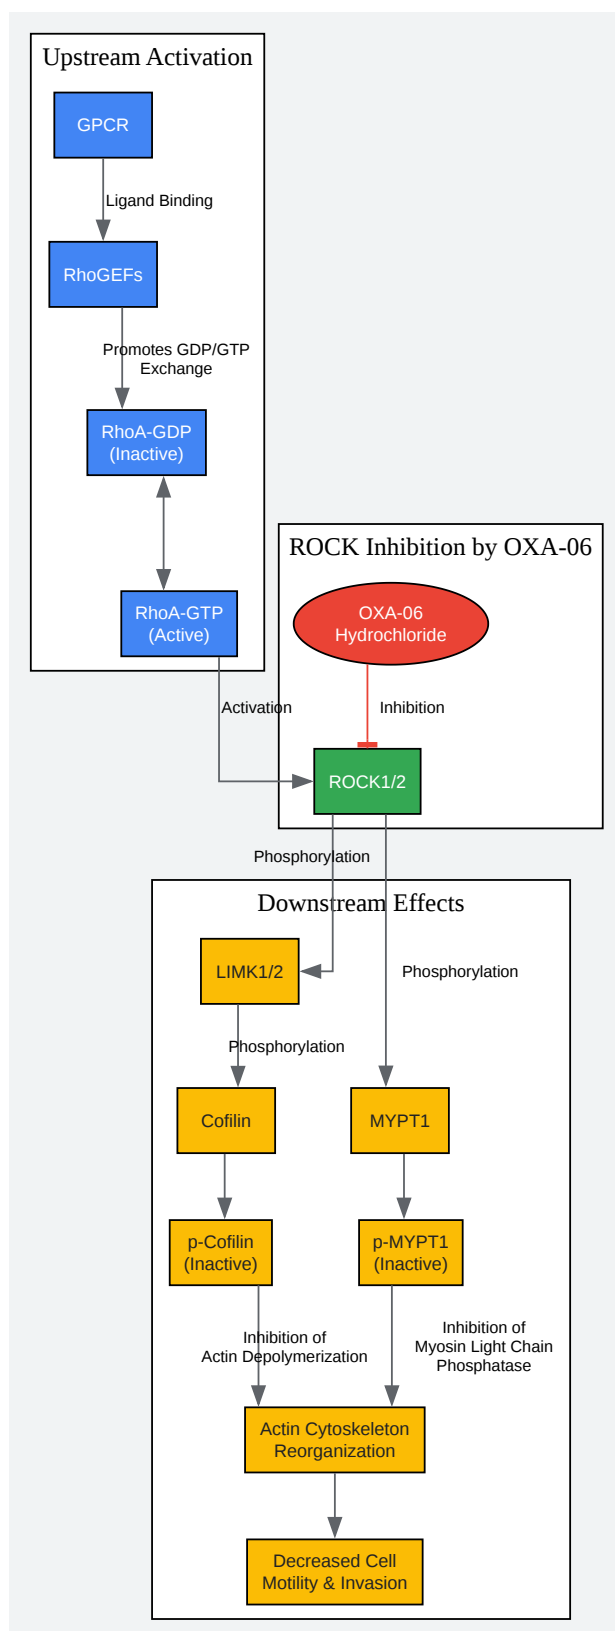 Upstream Activation
GPCR
Ligand Binding
RhoGEFs
Promotes GDP/GTP
Exchange
RhoA-GDP
(Inactive)
RhoA-GTP
(Active)
Activation
ROCK Inhibition by OXA-06
OXA-06
Hydrochloride
Inhibition
ROCK1/2
Phosphorylation
Downstream Effects
LIMK1/2
Phosphorylation
Phosphorylation
Cofilin
MYPT1
p-Cofilin
(Inactive)
p-MYPT1
(Inactive)
Inhibition of
Actin Depolymerization
Inhibition of
Myosin Light Chain
Phosphatase
Actin Cytoskeleton
Reorganization
Decreased Cell
Motility & Invasion